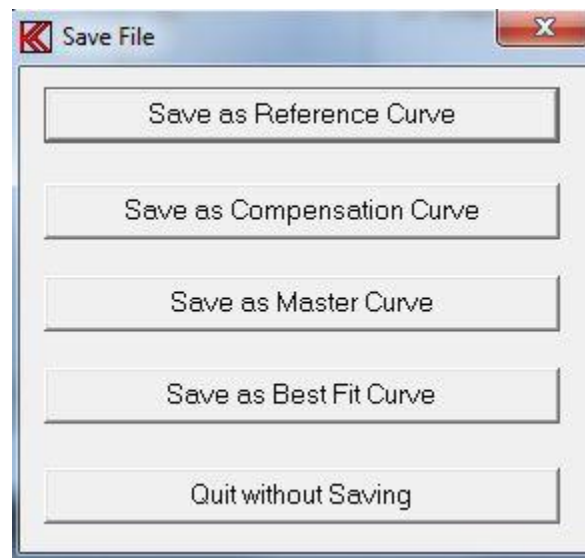 Save File
Save as Reference Curve
Save as Compensation Curve
Save as Master Curve
Save as Best Fit Curve
Quit without Saving